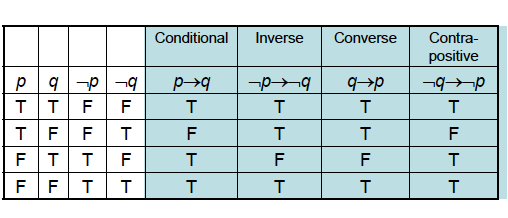 Conditional Inverse Converse Contra-
positive
p q ¬p ¬q p→q ¬p→¬q q→p ¬q→¬p
T T F F T T T T
T F F T F T T F
F T T F T F F T
F F T T T T T T